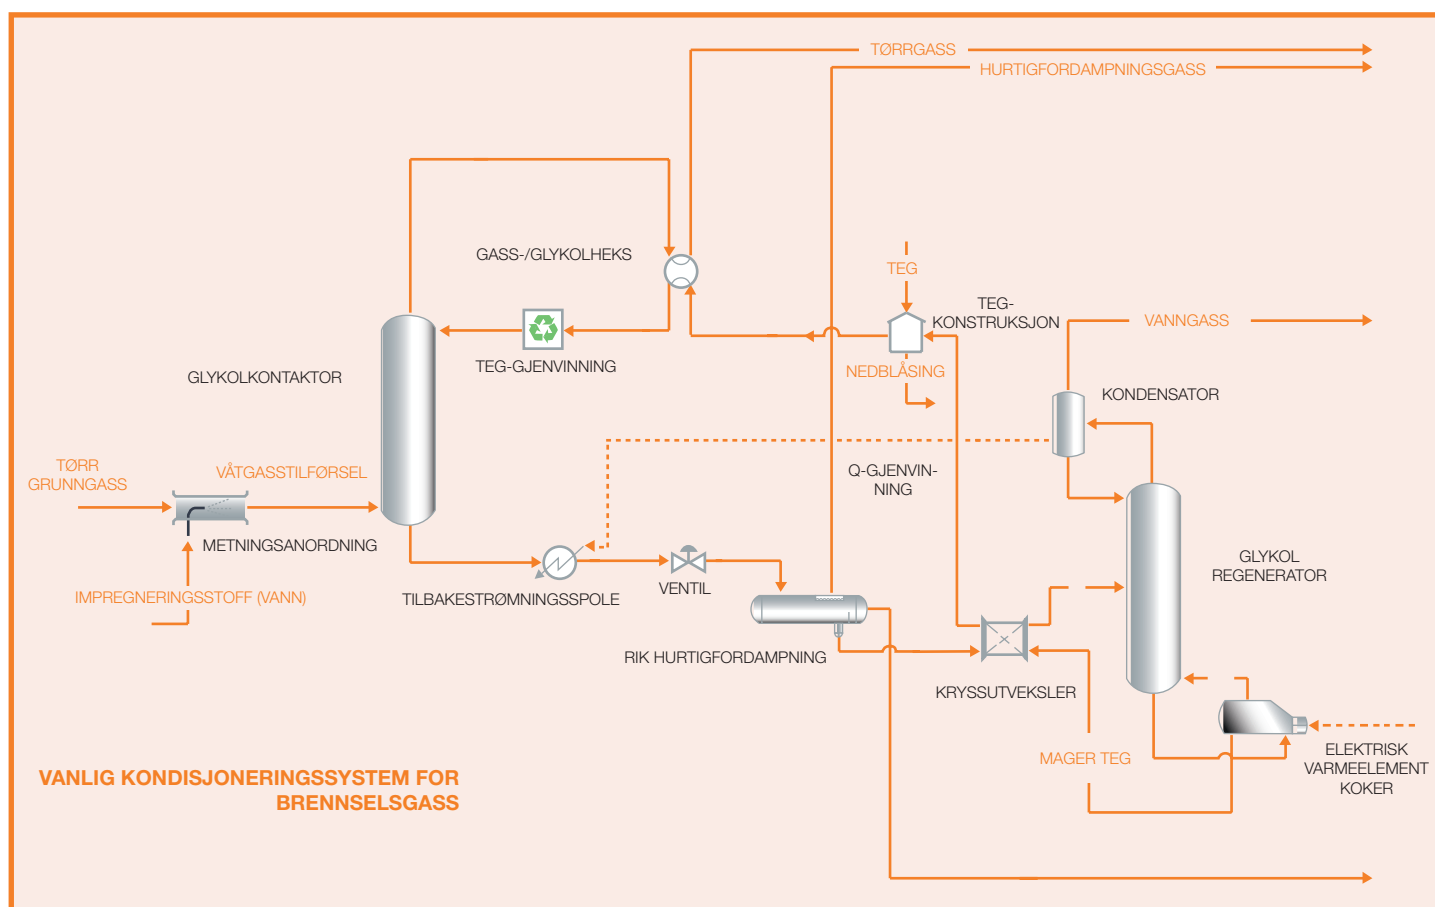 TØRRGASS
HURTIGFORDAMPNINGSGASS
GASS-/GLYKOLHEKS
TEG
TEG-
KONSTRUKSJON
VANNGASS
TEG-GJENVINNING
NEDBLÅSING
GLYKOLKONTAKTOR
KONDENSATOR
TØRR
GRUNNGASS
VÅTGASSTILFØRSEL
Q-GJENVIN-
NING
METNINGSANORDNING
GLYKOL
REGENERATOR
IMPREGNERINGSSTOFF (VANN)
TILBAKESTRØMNINGSSPOLE
VENTIL
RIK HURTIGFORDAMPNING
KRYSSUTVEKSLER
MAGER TEG
ELEKTRISK
VARMEELEMENT
KOKER
VANLIG KONDISJONERINGSSYSTEM FOR
BRENNSELSGASS